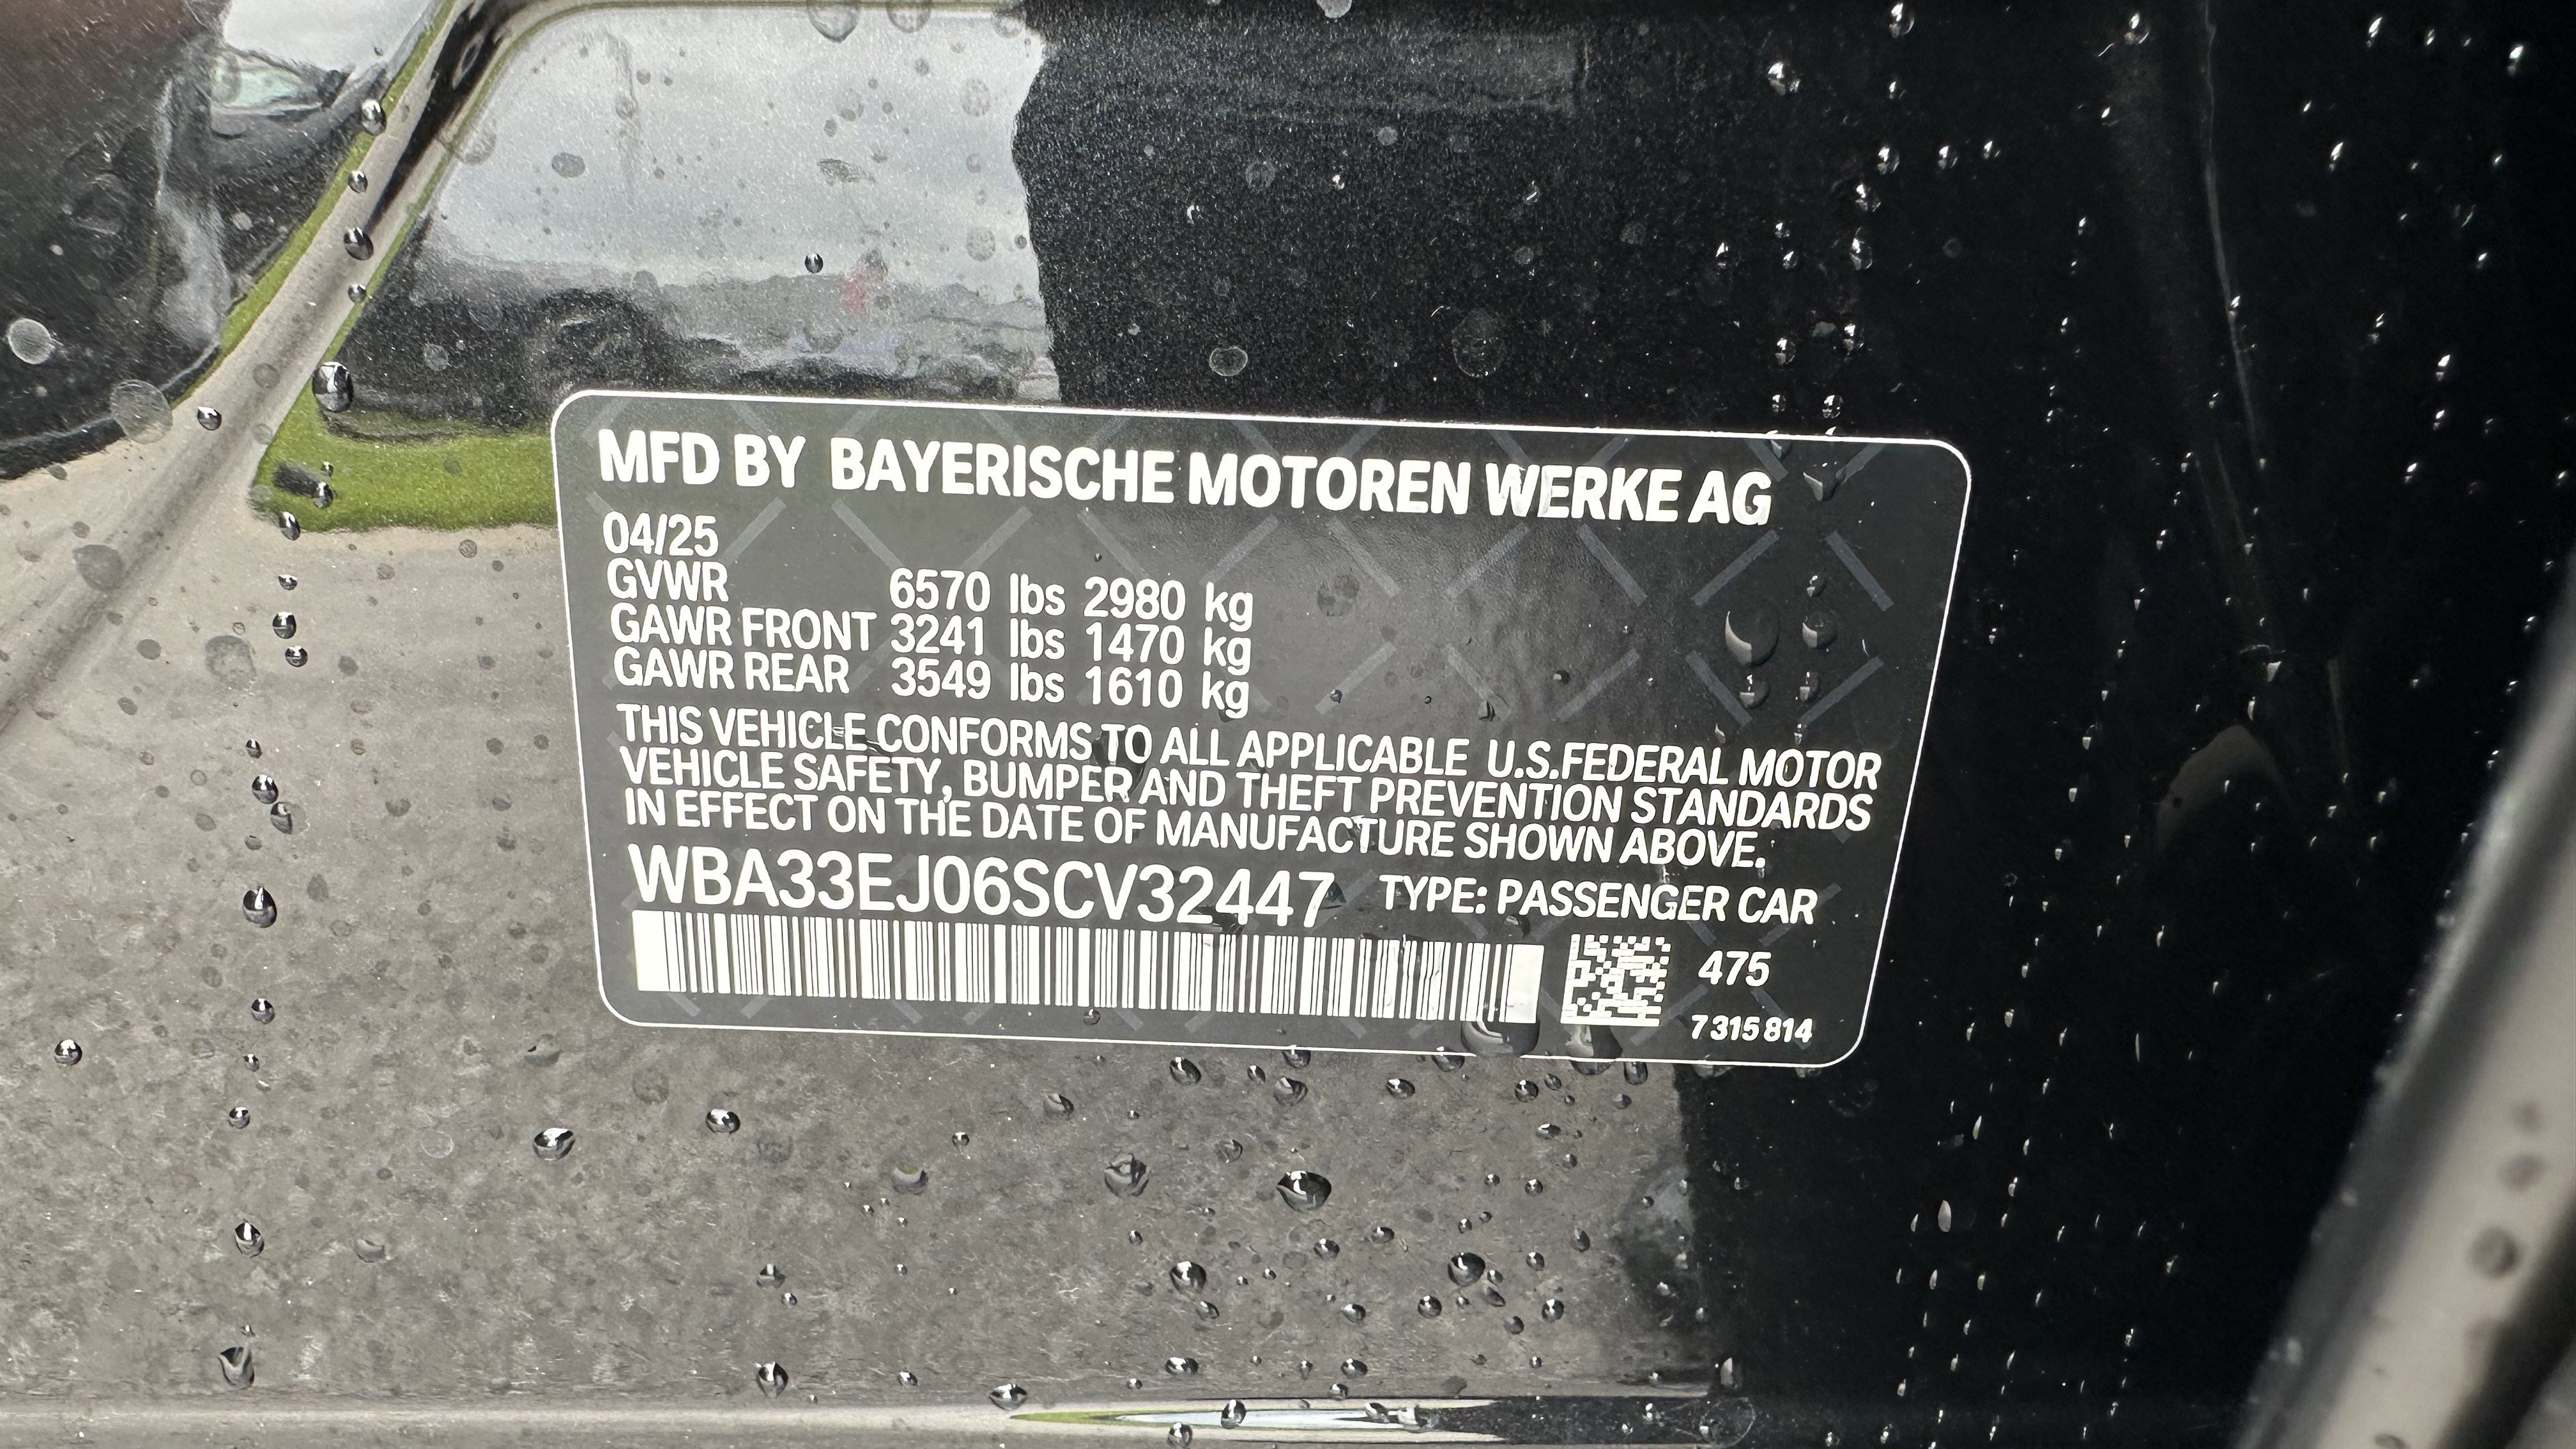 MFD BY BAYERISCHE MOTOREN WERKE AG
04/25
GVWR 6570 lbs 2980 kg
GAWR FRONT 3241 lbs 1470 kg
GAWR REAR 3549 lbs 1610 kg
THIS VEHICLE CONFORMS TO ALL APPLICABLE U.S.FEDERAL MOTOR
VEHICLE SAFETY, BUMPER AND THEFT PREVENTION STANDARDS
IN EFFECT ON THE DATE OF MANUFACTURE SHOWN ABOVE.
WBA33EJ06SCV32447 TYPE: PASSENGER CAR
475
7 315 814